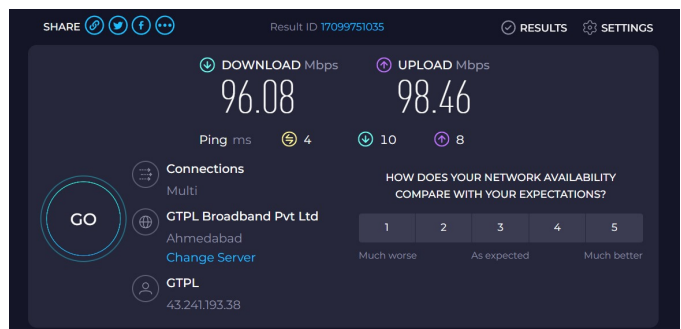 SHARE Result ID 17099751035 RESULTS SETTINGS
DOWNLOAD Mbps UPLOAD Mbps
96.08 98.46
Ping ms 4 10 8
Connections
Multi
GO
GTPL Broadband Pvt Ltd
Ahmedabad
Change Server
GTPL
43.241.193.38
HOW DOES YOUR NETWORK AVAILABILITY
COMPARE WITH YOUR EXPECTATIONS?
1 2 3 4 5
Much worse As expected Much better